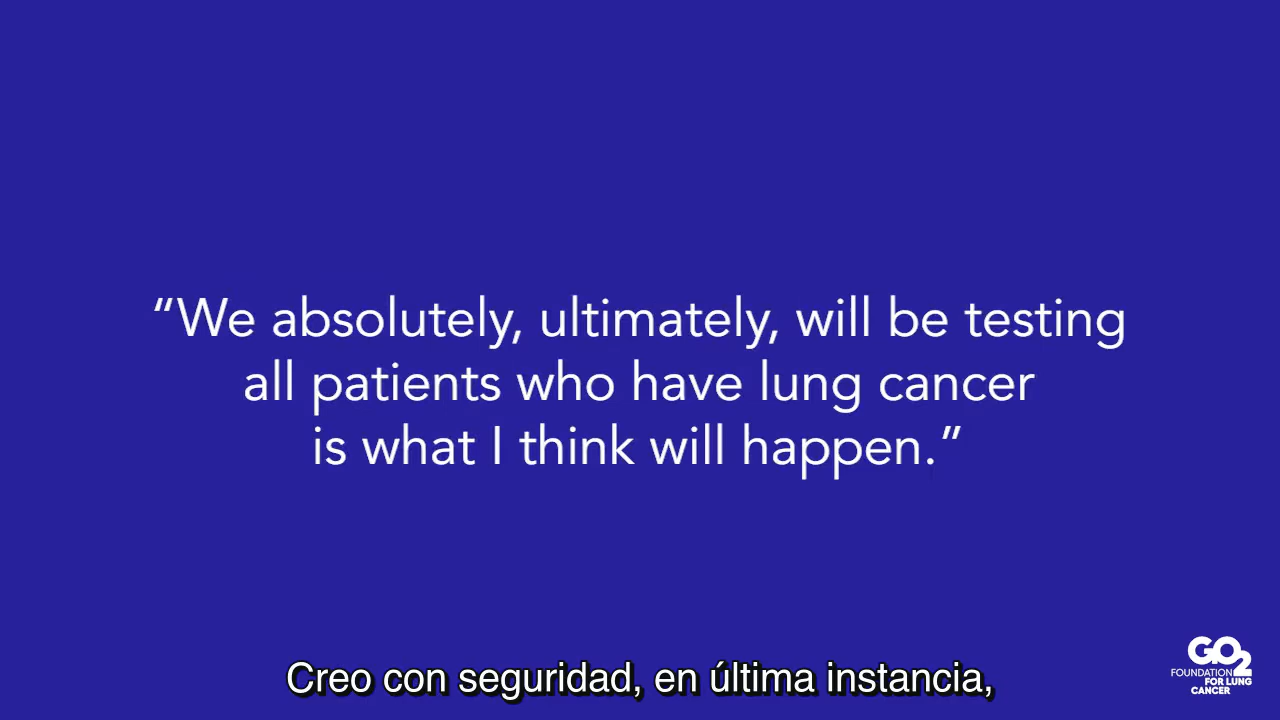 “We absolutely, ultimately, will be testing
all patients who have lung cancer
is what I think will happen.”
Creo con seguridad, en última instancia,
GO2
FOUNDATION
FOR LUNG
CANCER